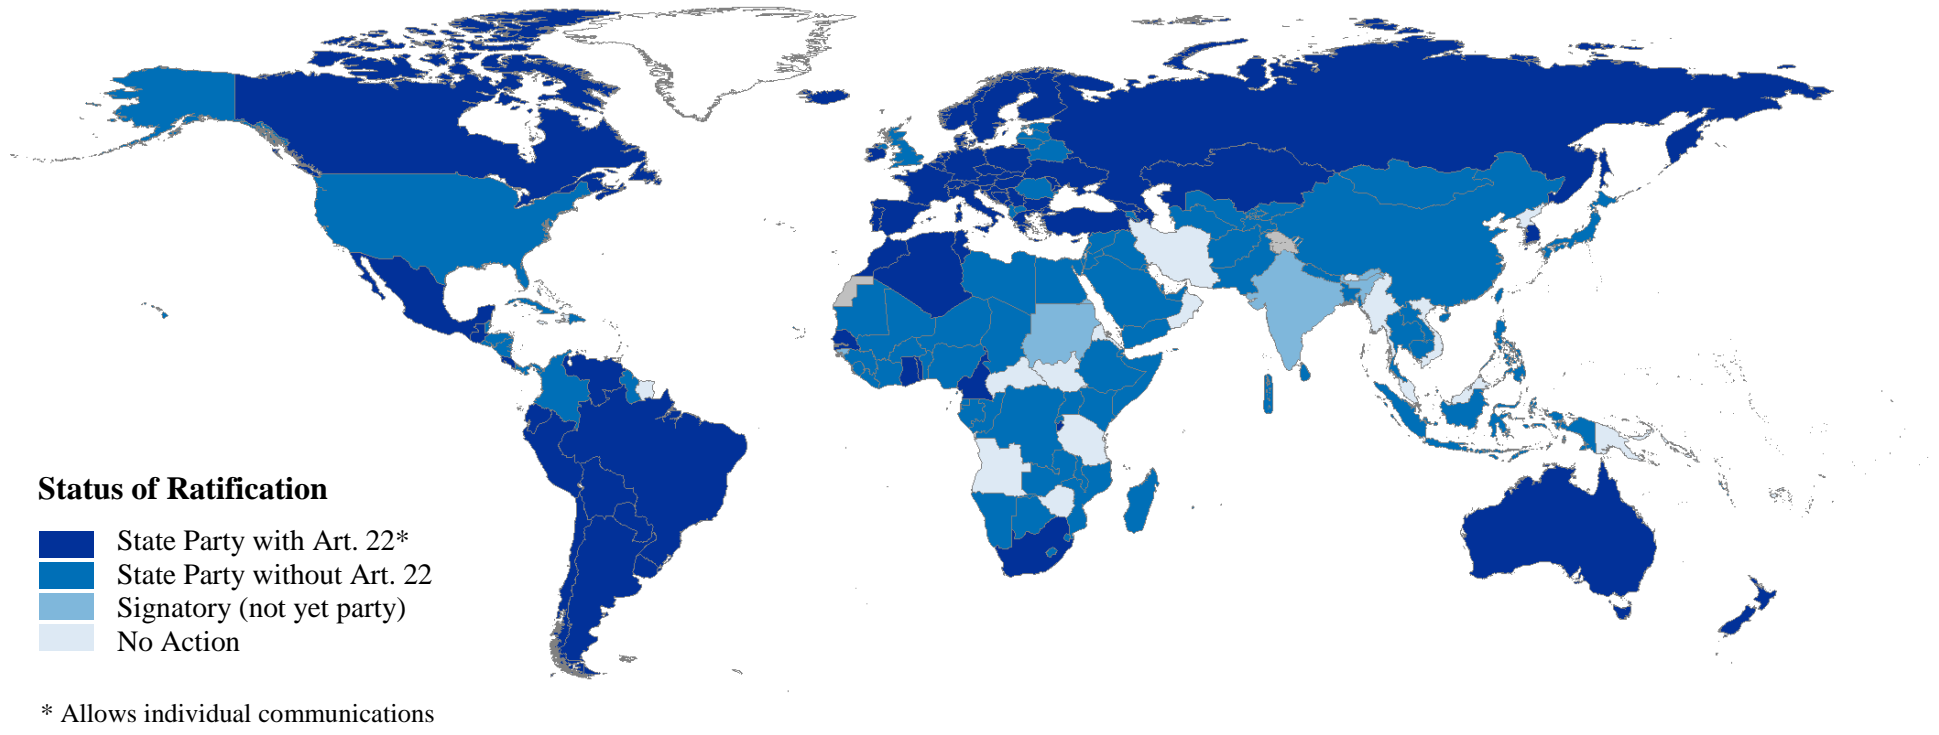 Status of Ratification
State Party with Art. 22*
State Party without Art. 22
Signatory (not yet party)
No Action
* Allows individual communications